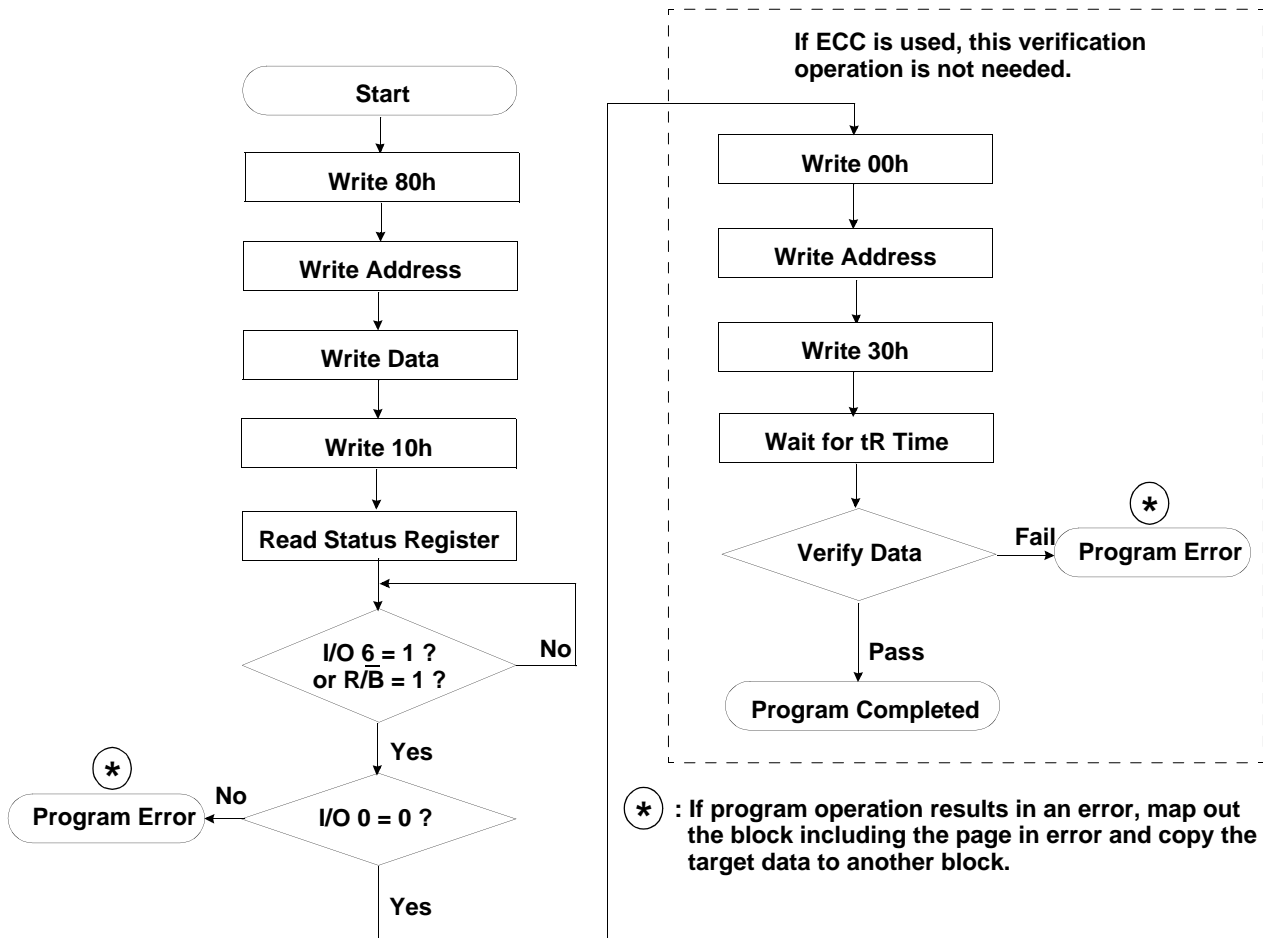 Start
Write 80h
Write Address
Write Data
Write 10h
Read Status Register
I/O 6 = 1 ?
or R/B̅ = 1 ?
No
Yes
*
No
Program Error
I/O 0 = 0 ?
Yes
If ECC is used, this verification
operation is not needed.
Write 00h
Write Address
Write 30h
Wait for tR Time
*
Verify Data
Fail
Program Error
Pass
Program Completed
* : If program operation results in an error, map out
the block including the page in error and copy the
target data to another block.